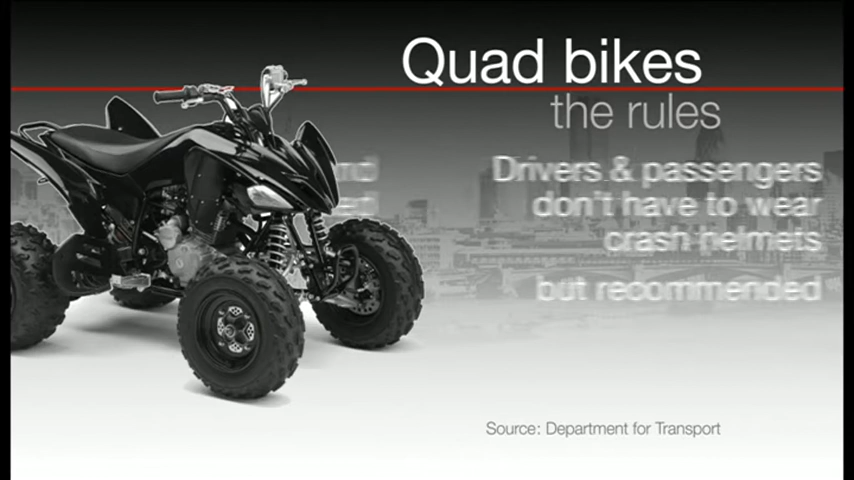 Quad bikes
the rules
Drivers & passengers
don't have to wear
crash helmets
but recommended
Source: Department for Transport